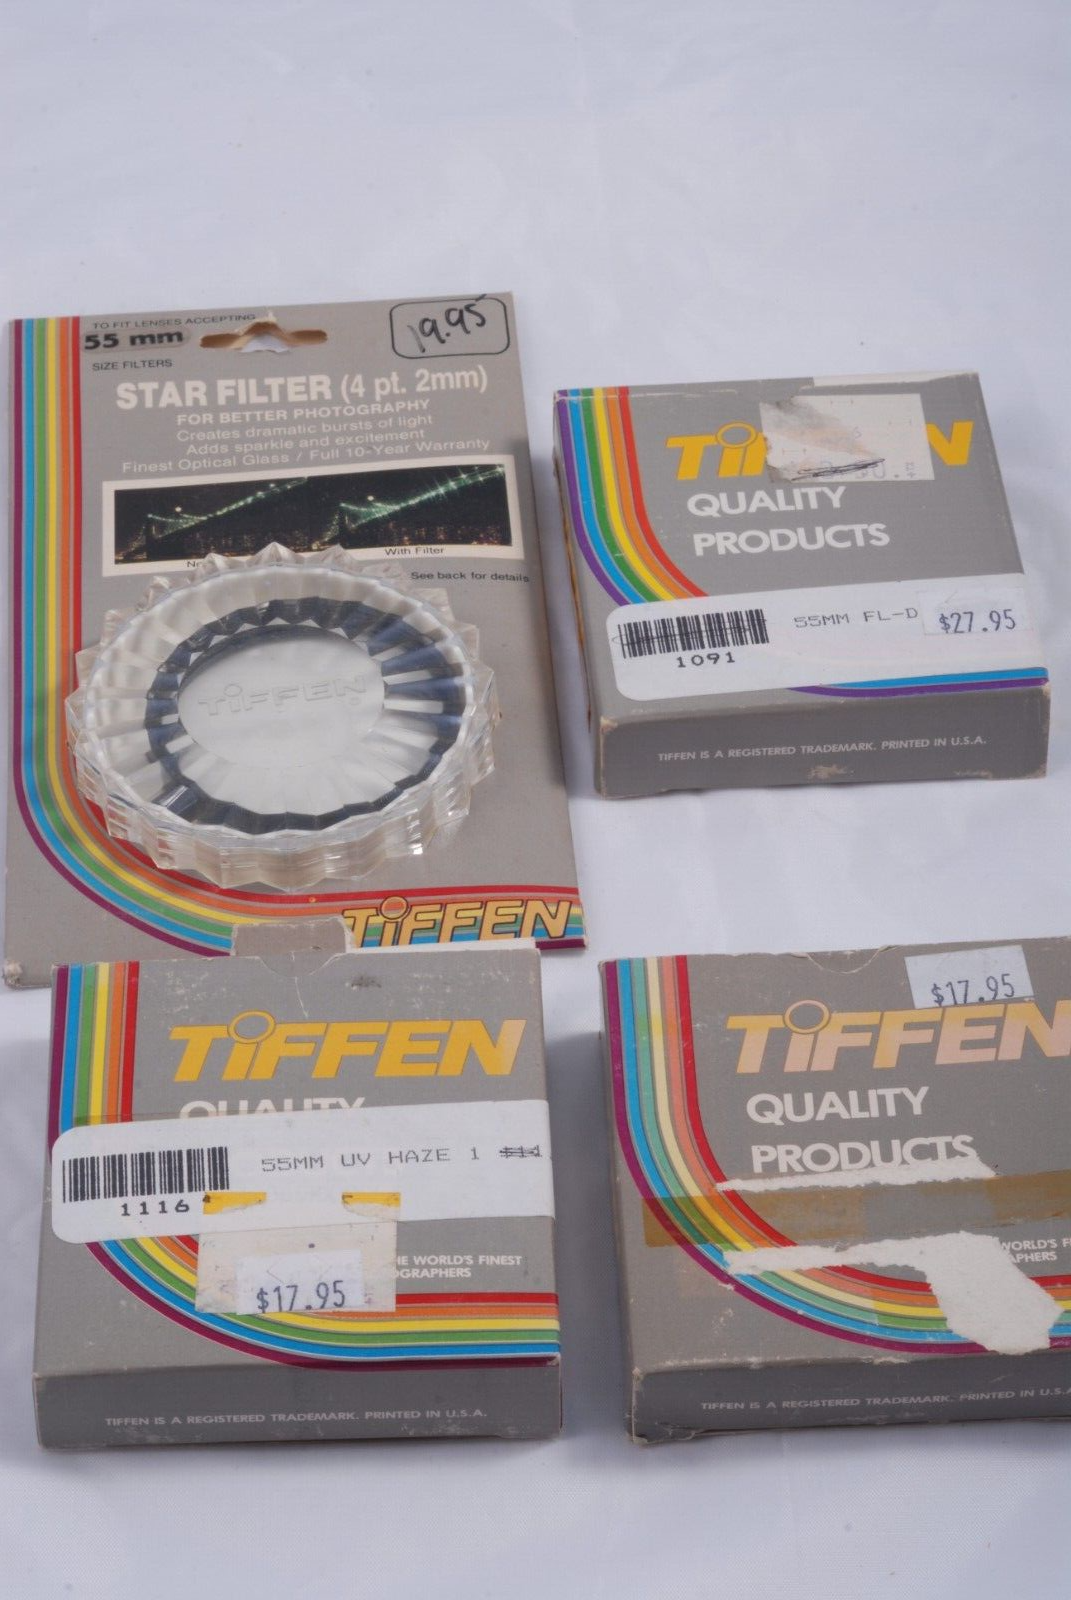 TO FIT LENSES ACCEPTING
55 mm
SIZE FILTERS
19.95
STAR FILTER (4 pt. 2mm)
FOR BETTER PHOTOGRAPHY
Creates dramatic bursts of light
Adds sparkle and excitement
Finest Optical Glass / Full 10-Year Warranty
With Filter
See back for details
TIFFEN
TIFFEN
QUALITY
PRODUCTS
55MM FL-D
$27.95
1091
TIFFEN IS A REGISTERED TRADEMARK. PRINTED IN U.S.A.
TIFFEN
QUALITY
55MM UV HAZE 1
1116
THE WORLD'S FINEST
$17.95
TIFFEN IS A REGISTERED TRADEMARK. PRINTED IN U.S.A.
$17.95
TIFFEN
QUALITY
PRODUCTS
TIFFEN IS A REGISTERED TRADEMARK. PRINTED IN U.S.A.